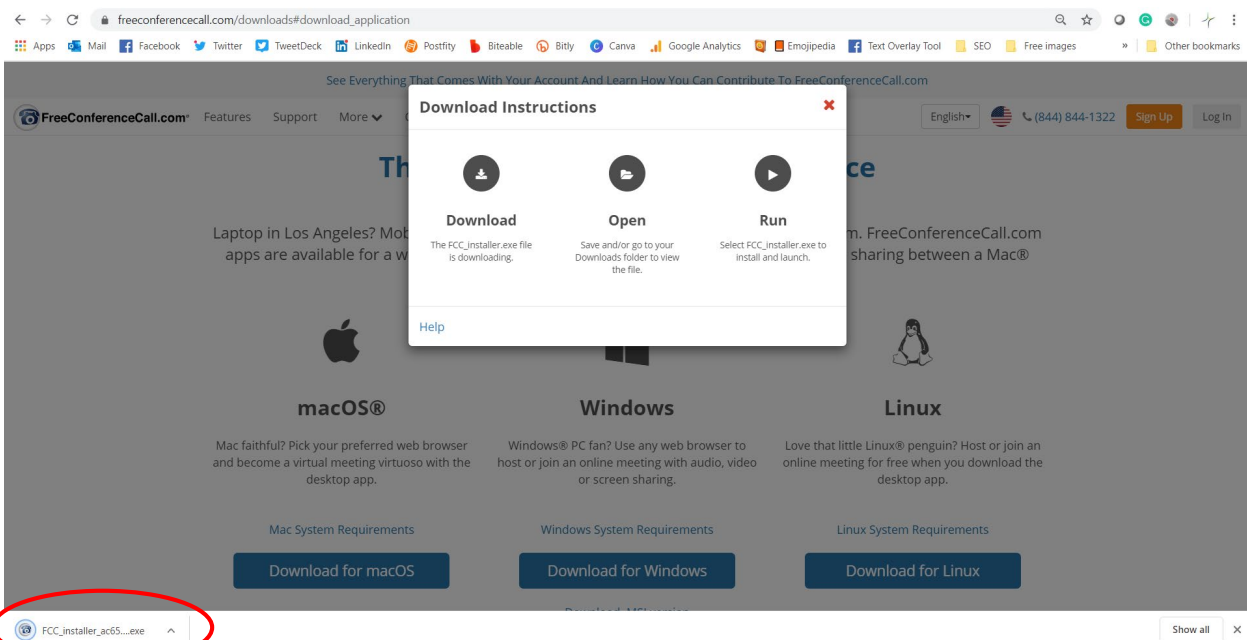 freeconferencecall.com/downloads#download_application
Apps Mail Facebook Twitter TweetDeck LinkedIn Postfity Biteable Bitly Canva Google Analytics Emojipedia Text Overlay Tool SEO Free images » Other bookmarks
See Everything That Comes With Your Account And Learn How You Can Contribute To FreeConferenceCall.com
FreeConferenceCall.com Features Support More English (844) 844-1322 Sign Up Log In
Download Instructions
Th ce
Download Open Run
The FCC_installer.exe file Save and/or go to your Select FCC_installer.exe to
is downloading. Downloads folder to view install and launch.
the file.
Laptop in Los Angeles? Mob m. FreeConferenceCall.com
apps are available for a w sharing between a Mac®
Help
macOS® Windows Linux
Mac faithful? Pick your preferred web browser Windows® PC fan? Use any web browser to Love that little Linux® penguin? Host or join an
and become a virtual meeting virtuoso with the host or join an online meeting with audio, video online meeting for free when you download the
desktop app. or screen sharing. desktop app.
Mac System Requirements Windows System Requirements Linux System Requirements
Download for macOS Download for Windows Download for Linux
FCC_installer_ac65....exe Show all